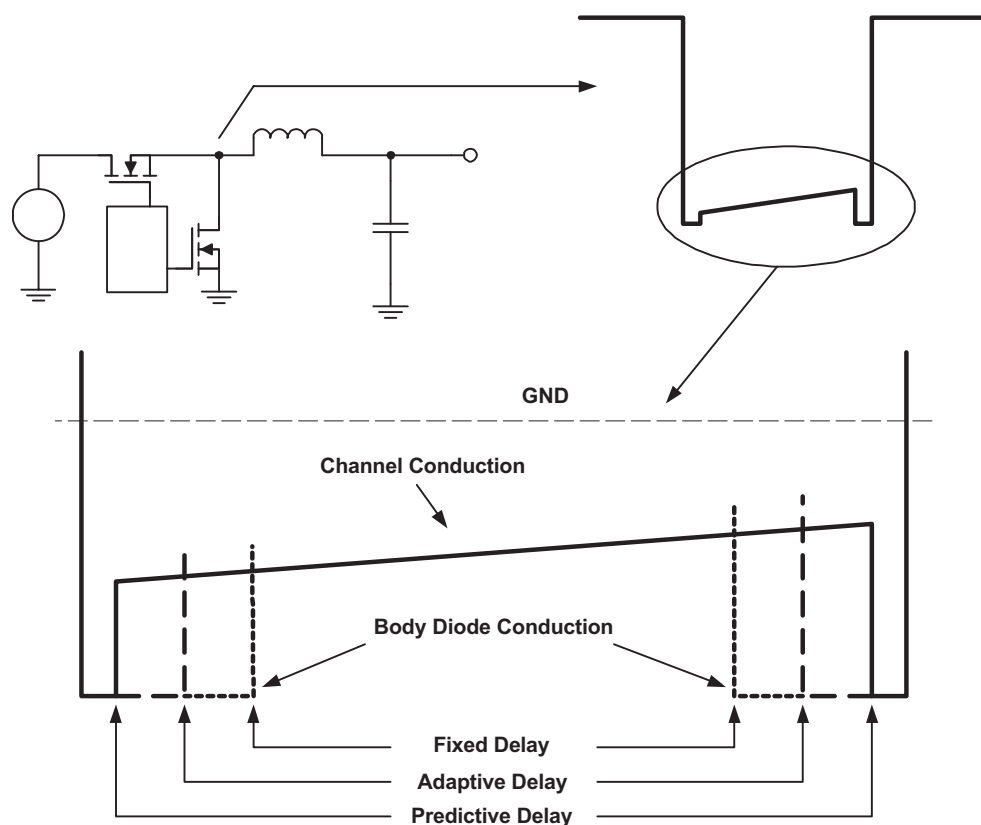 GND
Channel Conduction
Body Diode Conduction
Fixed Delay
Adaptive Delay
Predictive Delay